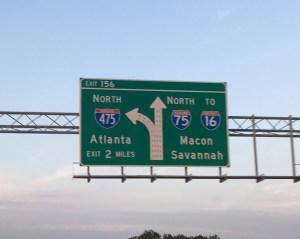 EXIT 156
NORTH NORTH TO
475 75 16
Atlanta Macon
EXIT 2 MILES Savannah